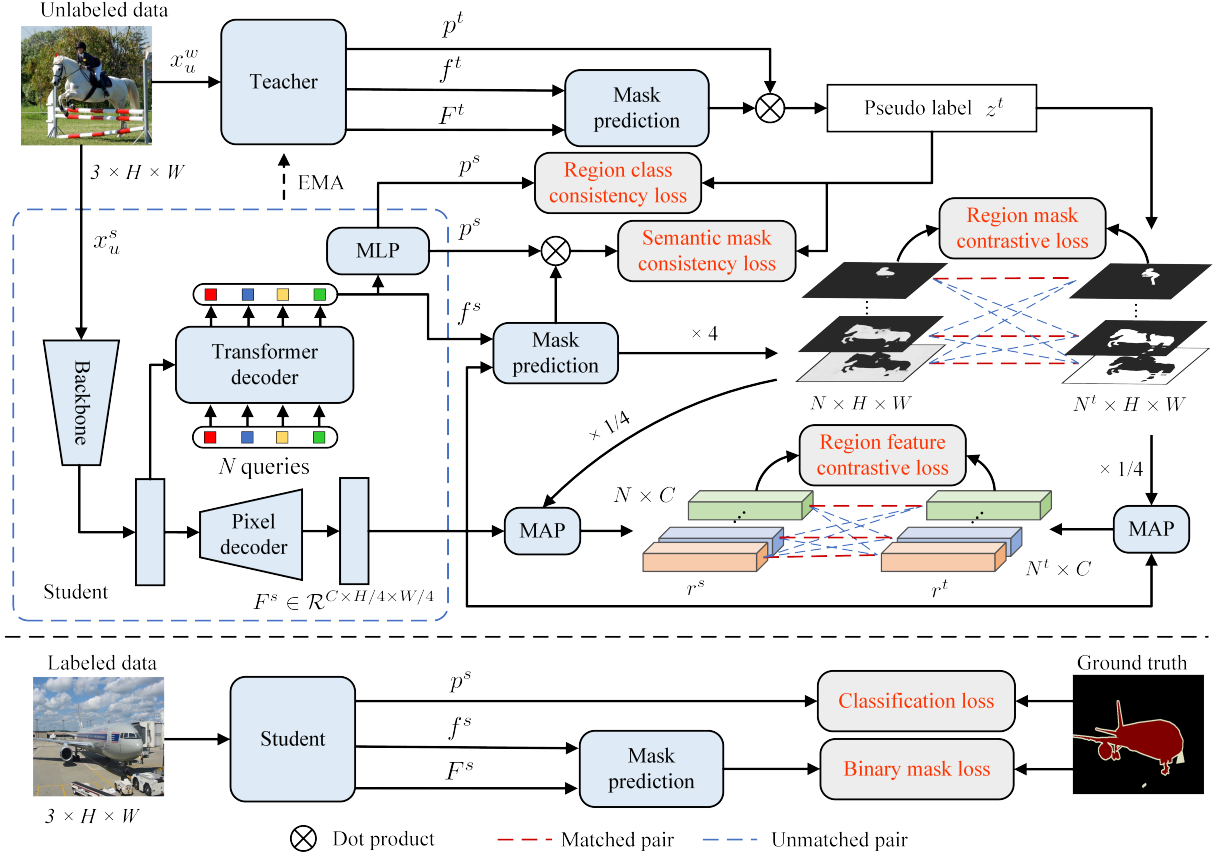 Unlabeled data
x_u^w
Teacher
p^t
f^t
F^t
Mask
prediction
Pseudo label z^t
3 × H × W
EMA
p^s
Region class
consistency loss
x_u^s
MLP
p^s
Semantic mask
consistency loss
Region mask
contrastive loss
f^s
Mask
prediction
× 4
Backbone
Transformer
decoder
N queries
N × H × W
N^t × H × W
× 1/4
Region feature
contrastive loss
× 1/4
N × C
Pixel
decoder
MAP
MAP
N^t × C
r^s
r^t
Student
F^s ∈ R^{C×H/4×W/4}
Labeled data
Ground truth
p^s
Classification loss
Student
f^s
F^s
Mask
prediction
Binary mask loss
3 × H × W
Dot product
Matched pair
Unmatched pair